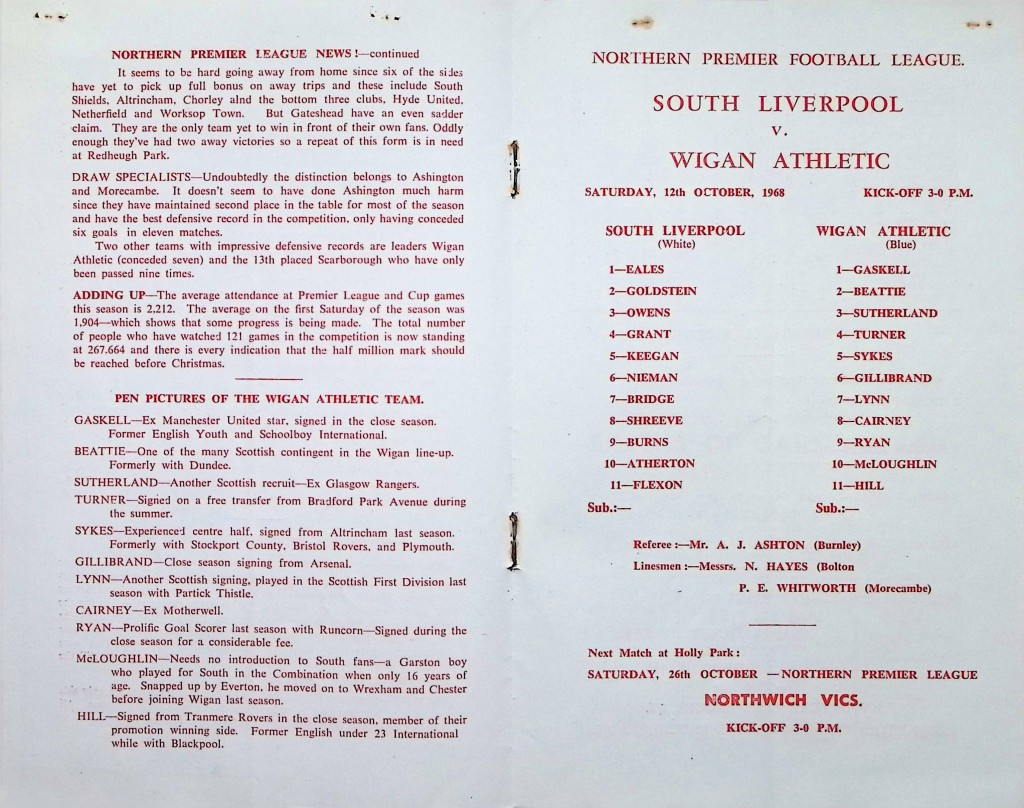 NORTHERN PREMIER LEAGUE NEWS!—continued
It seems to be hard going away from home since six of the sides
have yet to pick up full bonus on away trips and these include South
Shields, Altrincham, Chorley alnd the bottom three clubs, Hyde United,
Netherfield and Worksop Town. But Gateshead have an even sadder
claim. They are the only team yet to win in front of their own fans. Oddly
enough they've had two away victories so a repeat of this form is in need
at Redheugh Park.
DRAW SPECIALISTS—Undoubtedly the distinction belongs to Ashington
and Morecambe. It doesn't seem to have done Ashington much harm
since they have maintained second place in the table for most of the season
and have the best defensive record in the competition, only having conceded
six goals in eleven matches.
Two other teams with impressive defensive records are leaders Wigan
Athletic (conceded seven) and the 13th placed Scarborough who have only
been passed nine times.
ADDING UP—The average attendance at Premier League and Cup games
this season is 2,212. The average on the first Saturday of the season was
1,904—which shows that some progress is being made. The total number
of people who have watched 121 games in the competition is now standing
at 267.664 and there is every indication that the half million mark should
be reached before Christmas.
PEN PICTURES OF THE WIGAN ATHLETIC TEAM.
GASKELL—Ex Manchester United star, signed in the close season.
Former English Youth and Schoolboy International.
BEATTIE—One of the many Scottish contingent in the Wigan line-up.
Formerly with Dundee.
SUTHERLAND—Another Scottish recruit—Ex Glasgow Rangers.
TURNER—Signed on a free transfer from Bradford Park Avenue during
the summer.
SYKES—Experienced centre half, signed from Altrincham last season.
Formerly with Stockport County, Bristol Rovers, and Plymouth.
GILLIBRAND—Close season signing from Arsenal.
LYNN—Another Scottish signing, played in the Scottish First Division last
season with Partick Thistle.
CAIRNEY—Ex Motherwell.
RYAN—Prolific Goal Scorer last season with Runcorn—Signed during the
close season for a considerable fee.
McLOUGHLIN—Needs no introduction to South fans—a Garston boy
who played for South in the Combination when only 16 years of
age. Snapped up by Everton, he moved on to Wrexham and Chester
before joining Wigan last season.
HILL—Signed from Tranmere Rovers in the close season, member of their
promotion winning side. Former English under 23 International
while with Blackpool.
NORTHERN PREMIER FOOTBALL LEAGUE.
SOUTH LIVERPOOL
V.
WIGAN ATHLETIC
SATURDAY, 12th OCTOBER, 1968 KICK-OFF 3-0 P.M.
SOUTH LIVERPOOL
(White)
1—EALES
2—GOLDSTEIN
3—OWENS
4—GRANT
5—KEEGAN
6—NIEMAN
7—BRIDGE
8—SHREEVE
9—BURNS
10—ATHERTON
11—FLEXON
Sub.:—
WIGAN ATHLETIC
(Blue)
1—GASKELL
2—BEATTIE
3—SUTHERLAND
4—TURNER
5—SYKES
6—GILLIBRAND
7—LYNN
8—CAIRNEY
9—RYAN
10—McLOUGHLIN
11—HILL
Sub.:—
Referee:—Mr. A. J. ASHTON (Burnley)
Linesmen:—Messrs. N. HAYES (Bolton
P. E. WHITWORTH (Morecambe)
Next Match at Holly Park:
SATURDAY, 26th OCTOBER —NORTHERN PREMIER LEAGUE
NORTHWICH VICS.
KICK-OFF 3-0 P.M.